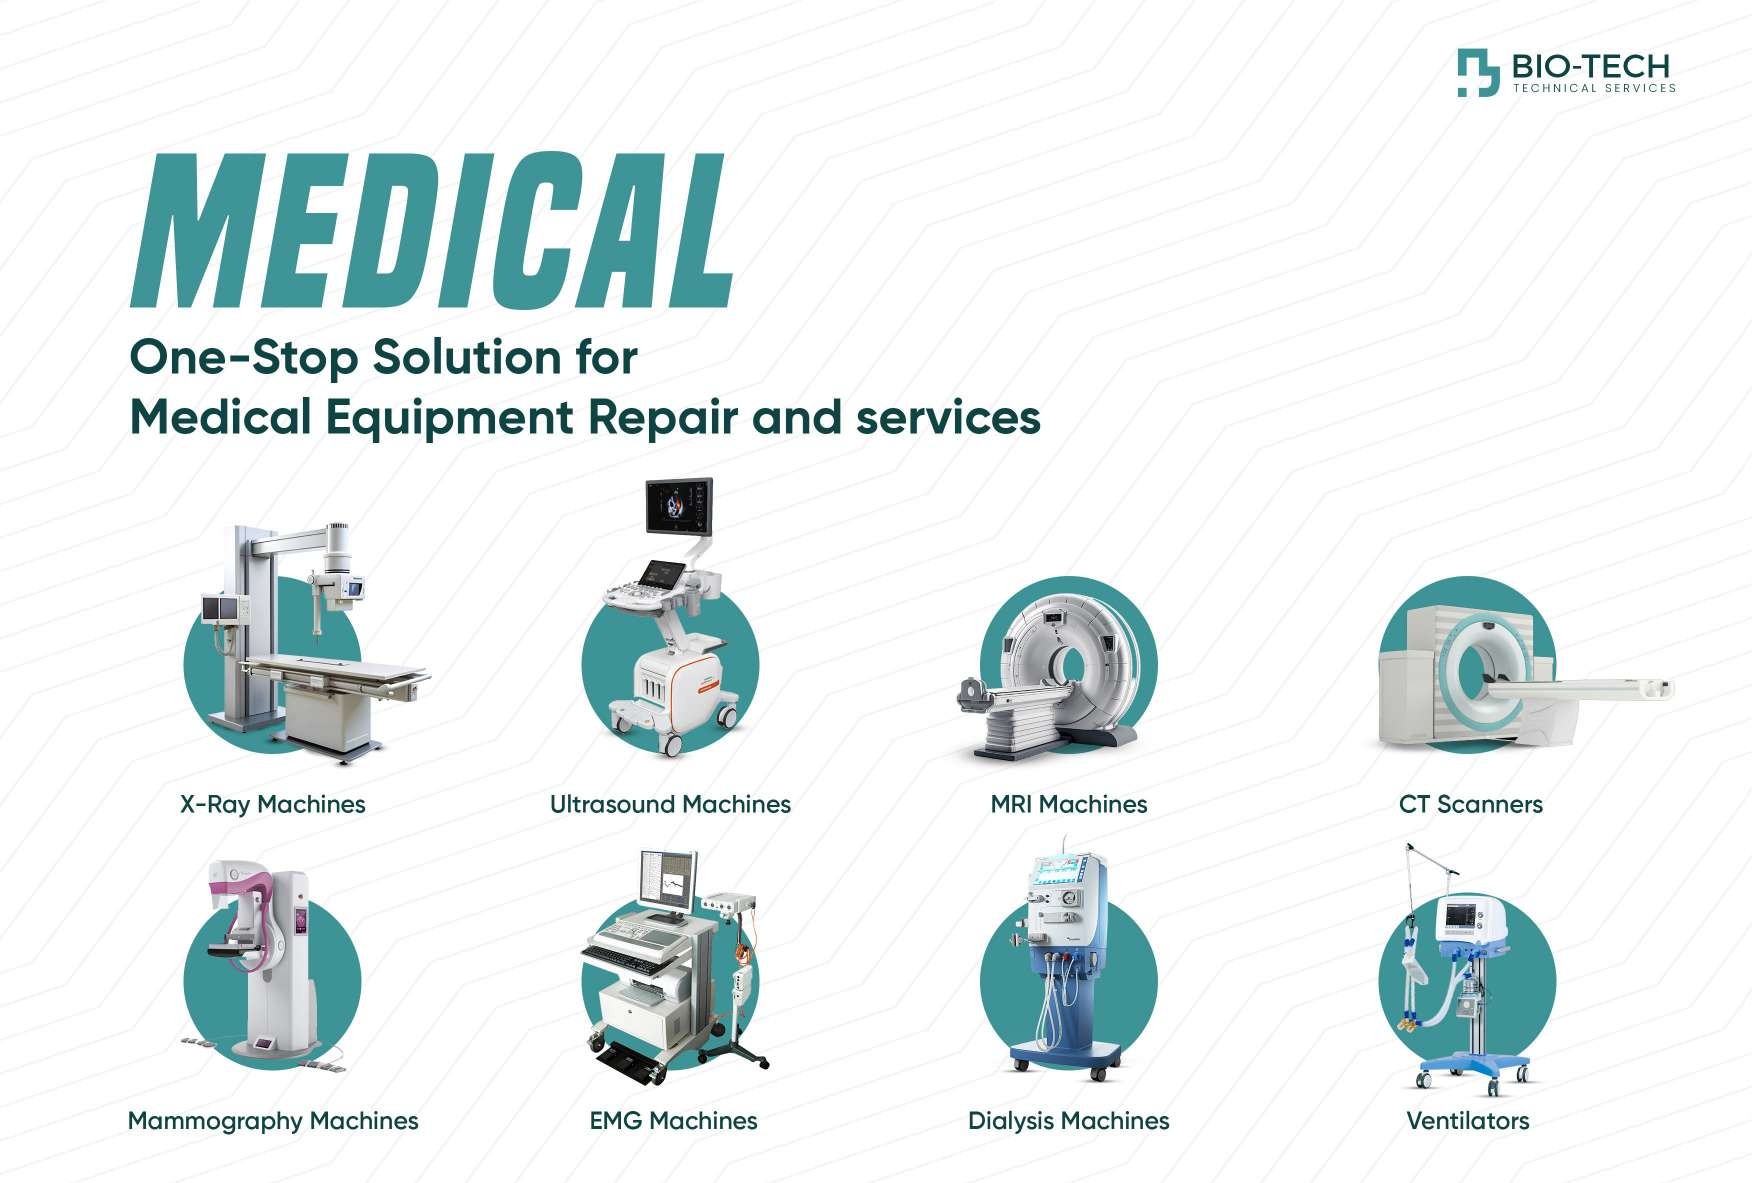 BIO-TECH
TECHNICAL SERVICES
MEDICAL
One-Stop Solution for
Medical Equipment Repair and services
X-Ray Machines
Ultrasound Machines
MRI Machines
CT Scanners
Mammography Machines
EMG Machines
Dialysis Machines
Ventilators